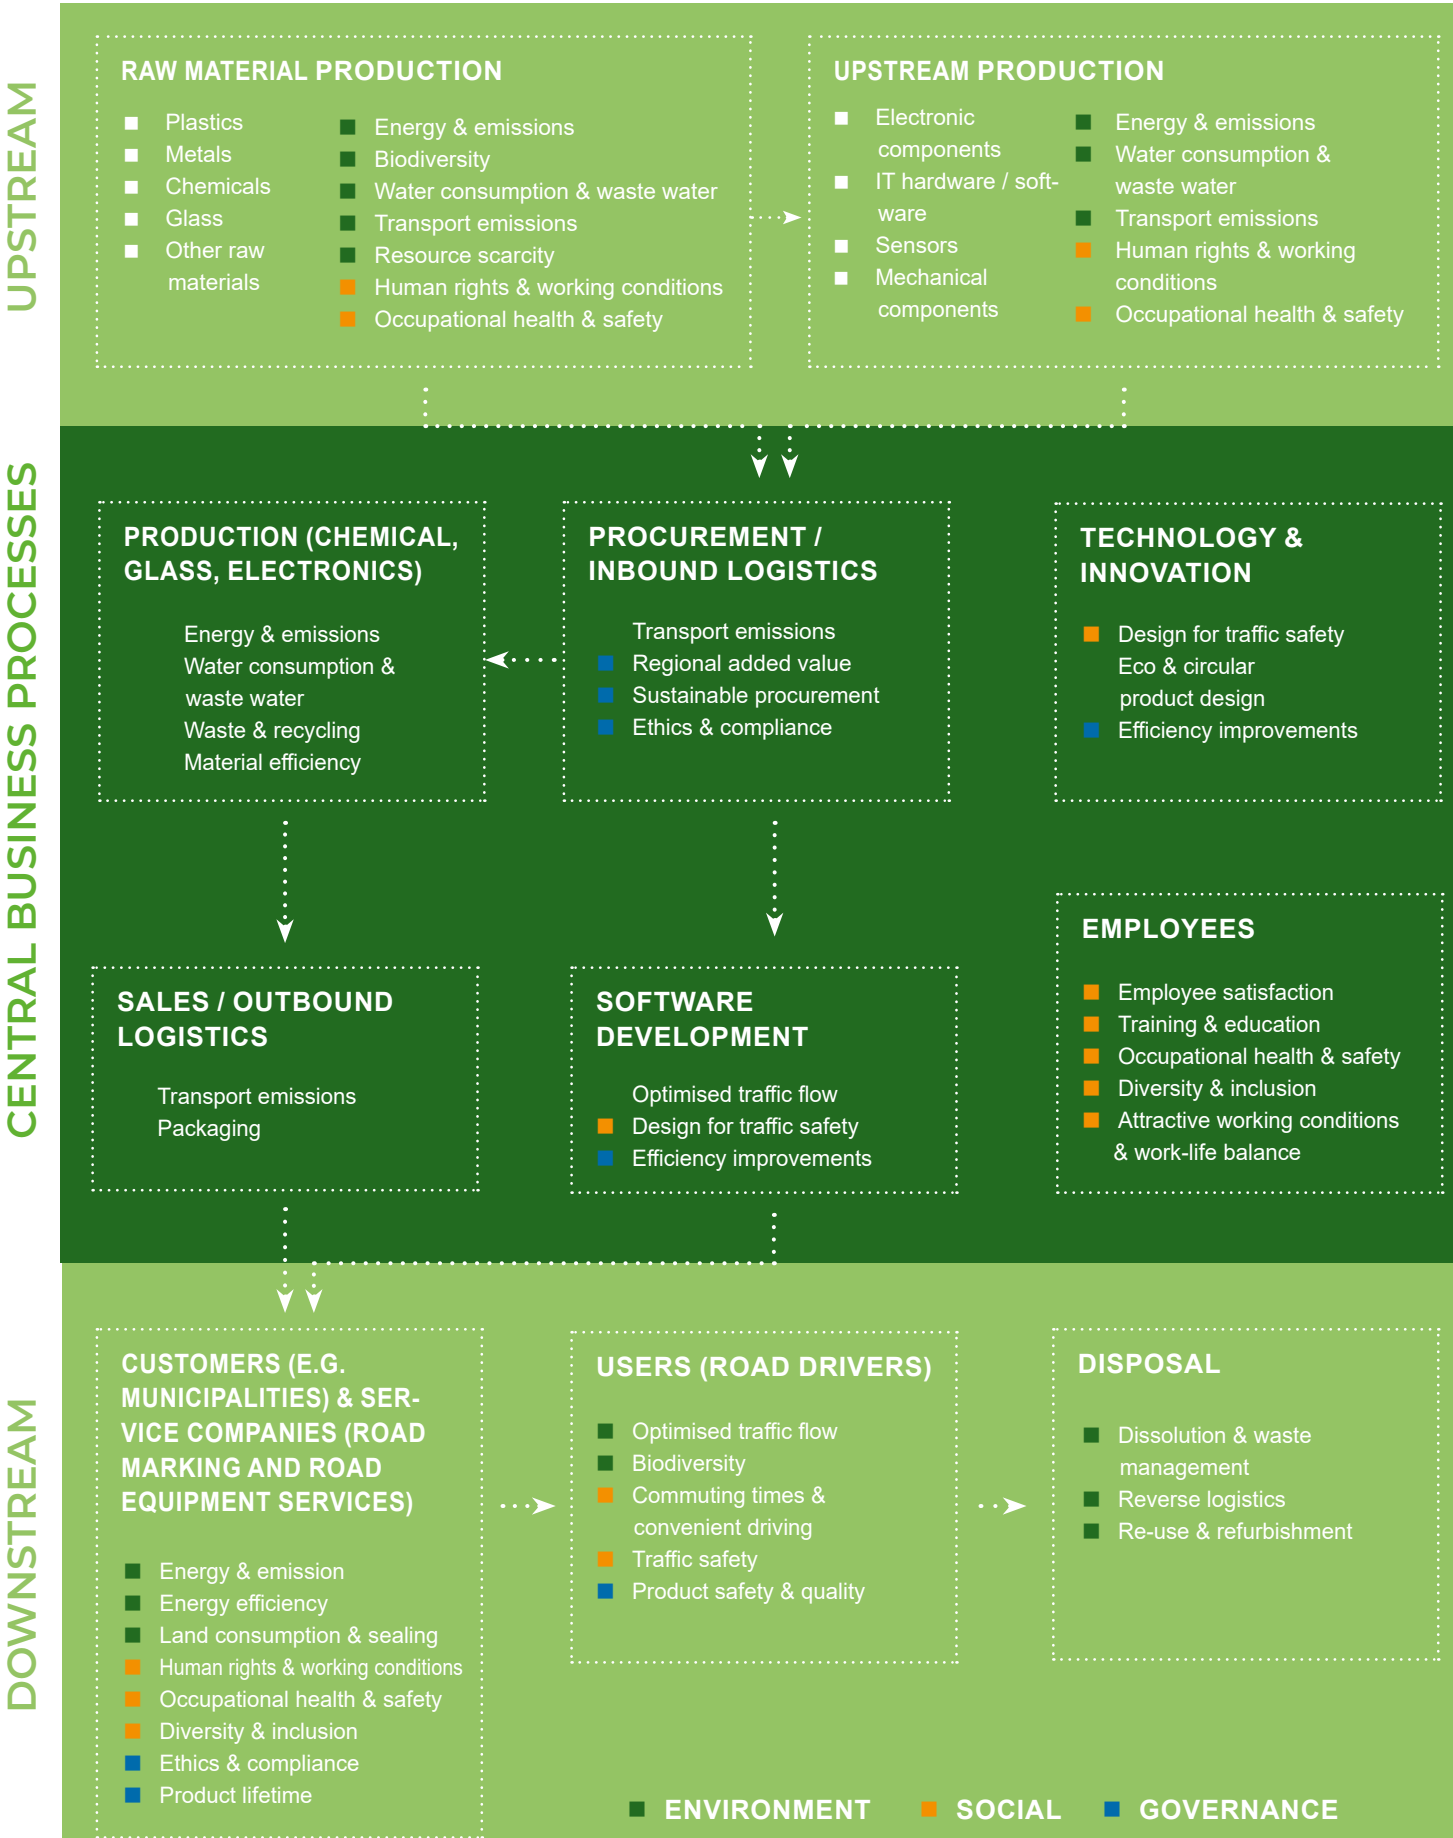 UPSTREAM
RAW MATERIAL PRODUCTION
Plastics
Metals
Chemicals
Glass
Other raw
materials
Energy & emissions
Biodiversity
Water consumption & waste water
Transport emissions
Resource scarcity
Human rights & working conditions
Occupational health & safety
UPSTREAM PRODUCTION
Electronic
components
IT hardware / soft-
ware
Sensors
Mechanical
components
Energy & emissions
Water consumption &
waste water
Transport emissions
Human rights & working
conditions
Occupational health & safety
CENTRAL BUSINESS PROCESSES
PRODUCTION (CHEMICAL,
GLASS, ELECTRONICS)
Energy & emissions
Water consumption &
waste water
Waste & recycling
Material efficiency
PROCUREMENT /
INBOUND LOGISTICS
Transport emissions
Regional added value
Sustainable procurement
Ethics & compliance
TECHNOLOGY &
INNOVATION
Design for traffic safety
Eco & circular
product design
Efficiency improvements
SALES / OUTBOUND
LOGISTICS
Transport emissions
Packaging
SOFTWARE
DEVELOPMENT
Optimised traffic flow
Design for traffic safety
Efficiency improvements
EMPLOYEES
Employee satisfaction
Training & education
Occupational health & safety
Diversity & inclusion
Attractive working conditions
& work-life balance
DOWNSTREAM
CUSTOMERS (E.G.
MUNICIPALITIES) & SER-
VICE COMPANIES (ROAD
MARKING AND ROAD
EQUIPMENT SERVICES)
Energy & emission
Energy efficiency
Land consumption & sealing
Human rights & working conditions
Occupational health & safety
Diversity & inclusion
Ethics & compliance
Product lifetime
USERS (ROAD DRIVERS)
Optimised traffic flow
Biodiversity
Commuting times &
convenient driving
Traffic safety
Product safety & quality
DISPOSAL
Dissolution & waste
management
Reverse logistics
Re-use & refurbishment
ENVIRONMENT
SOCIAL
GOVERNANCE